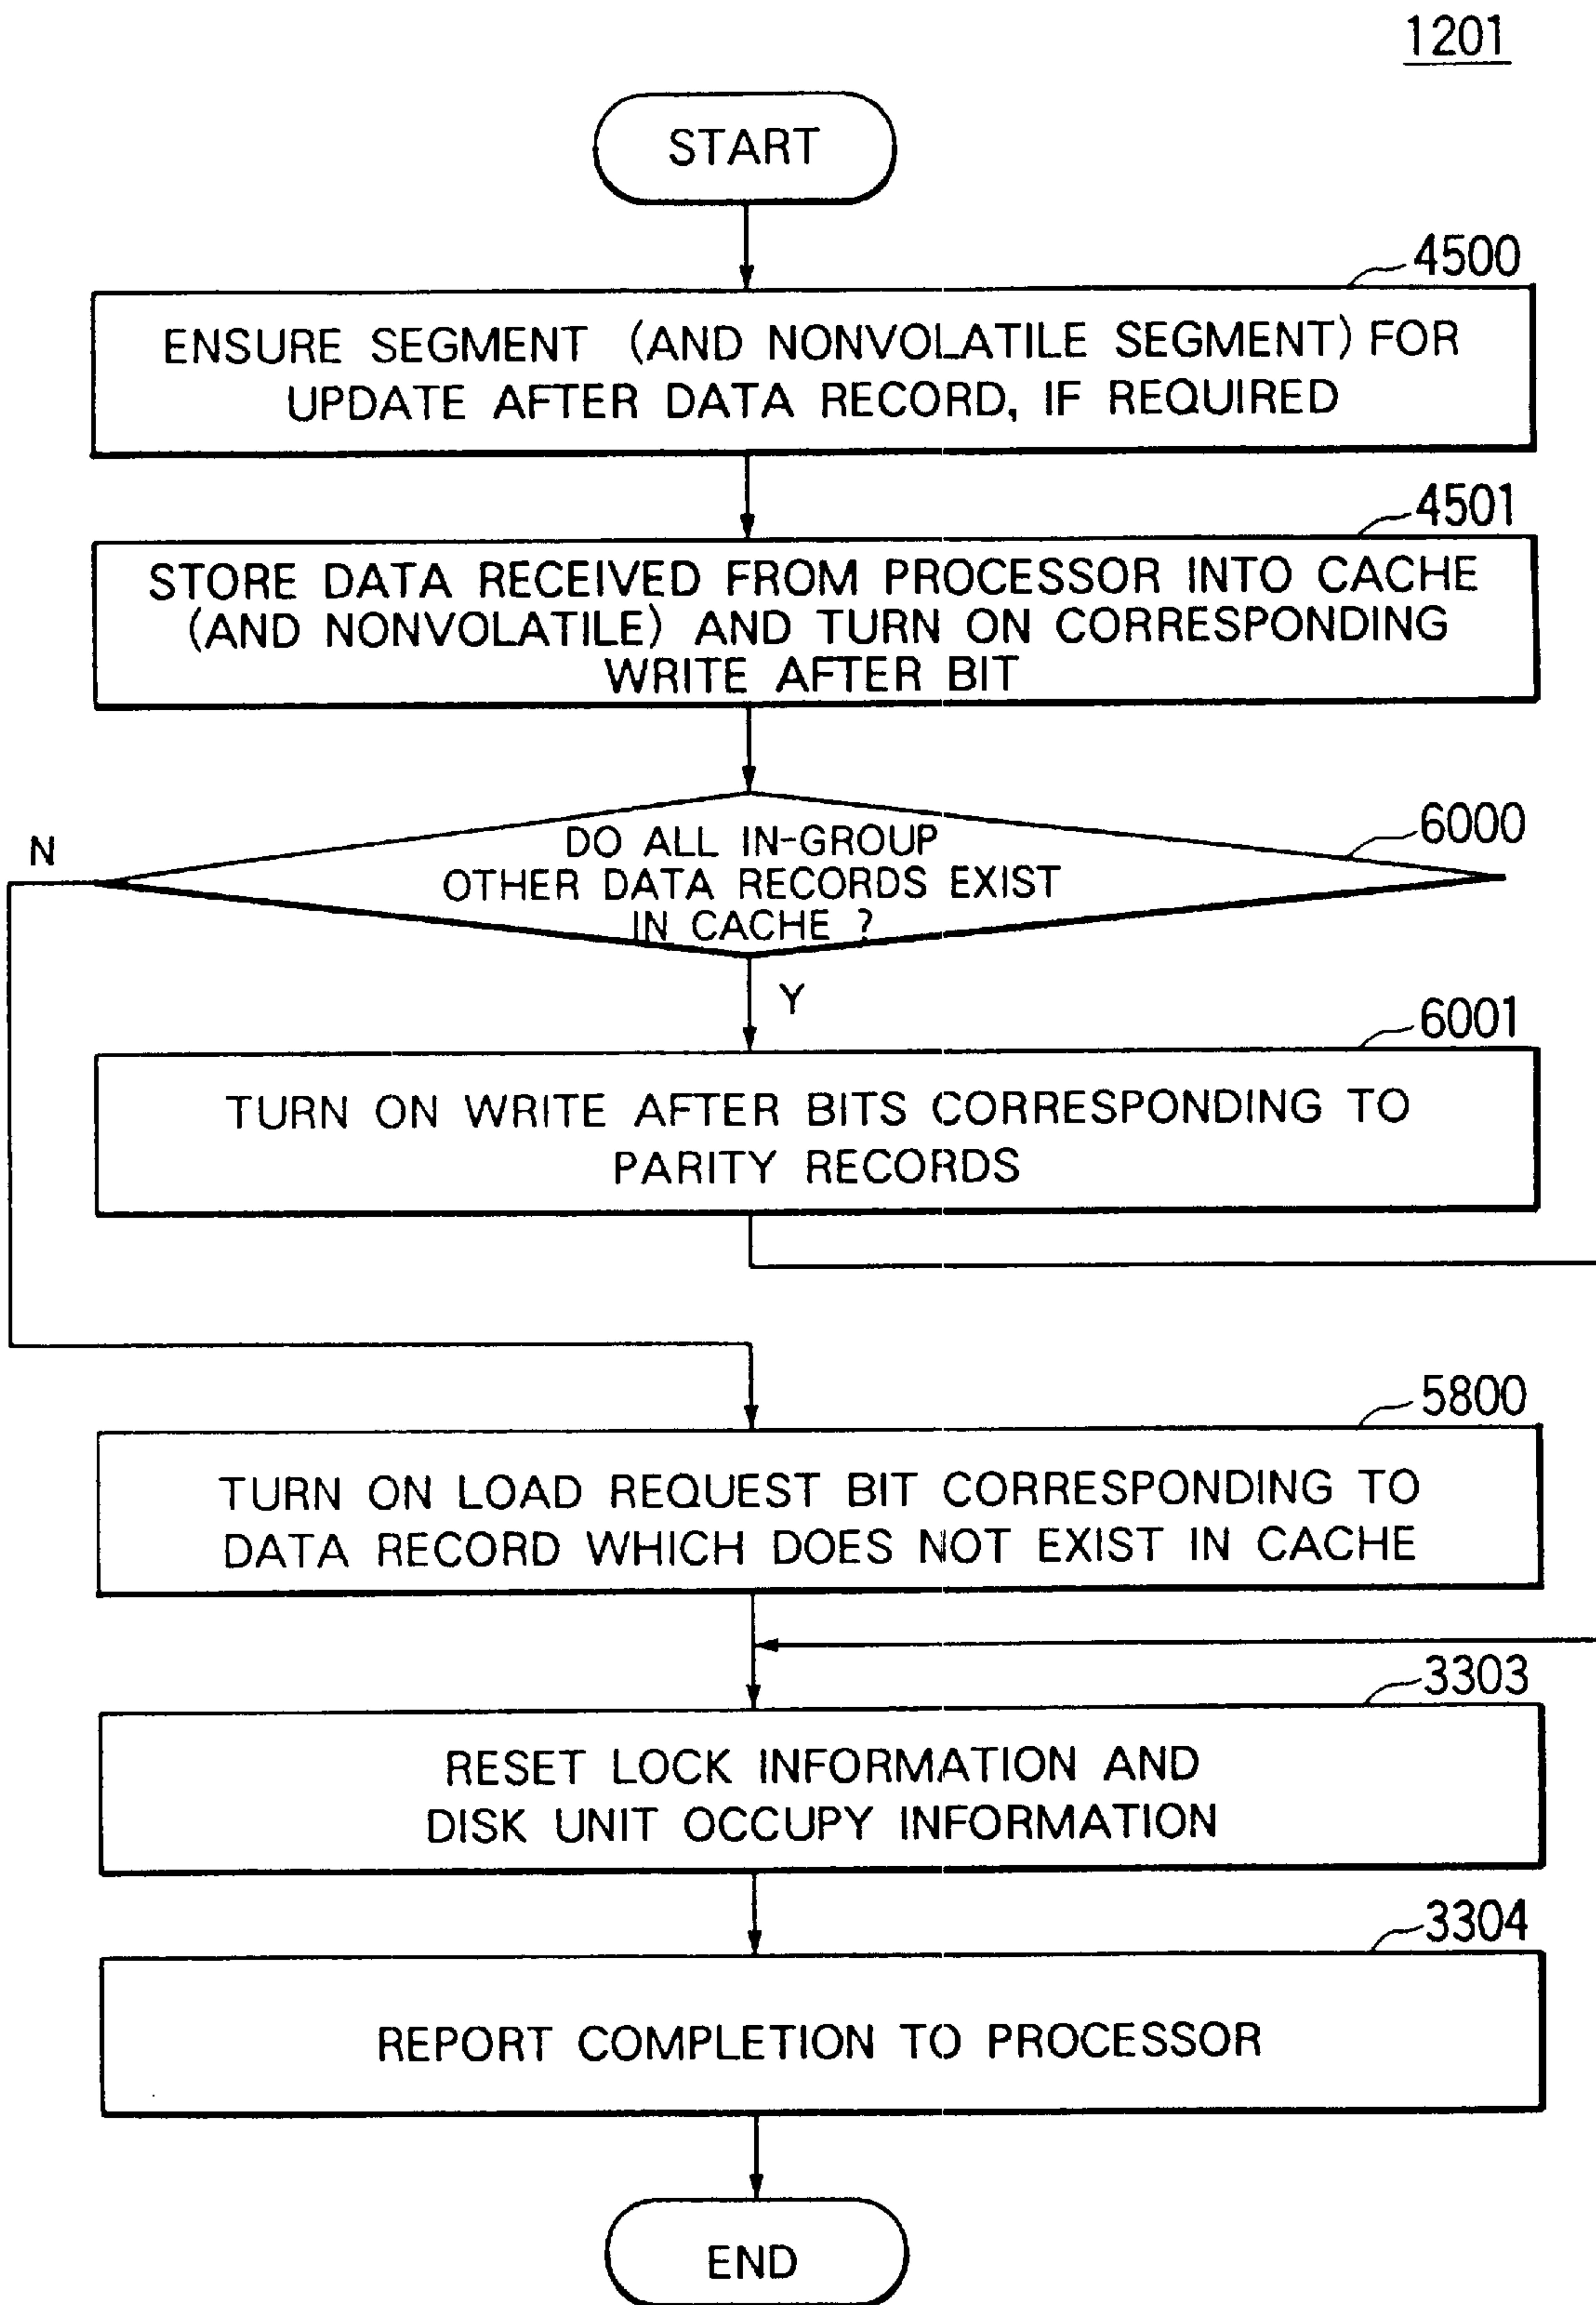 1201
START
4500
ENSURE SEGMENT (AND NONVOLATILE SEGMENT) FOR
UPDATE AFTER DATA RECORD, IF REQUIRED
4501
STORE DATA RECEIVED FROM PROCESSOR INTO CACHE
(AND NONVOLATILE) AND TURN ON CORRESPONDING
WRITE AFTER BIT
6000
N
DO ALL IN-GROUP
OTHER DATA RECORDS EXIST
IN CACHE ?
Y
6001
TURN ON WRITE AFTER BITS CORRESPONDING TO
PARITY RECORDS
5800
TURN ON LOAD REQUEST BIT CORRESPONDING TO
DATA RECORD WHICH DOES NOT EXIST IN CACHE
3303
RESET LOCK INFORMATION AND
DISK UNIT OCCUPY INFORMATION
3304
REPORT COMPLETION TO PROCESSOR
END